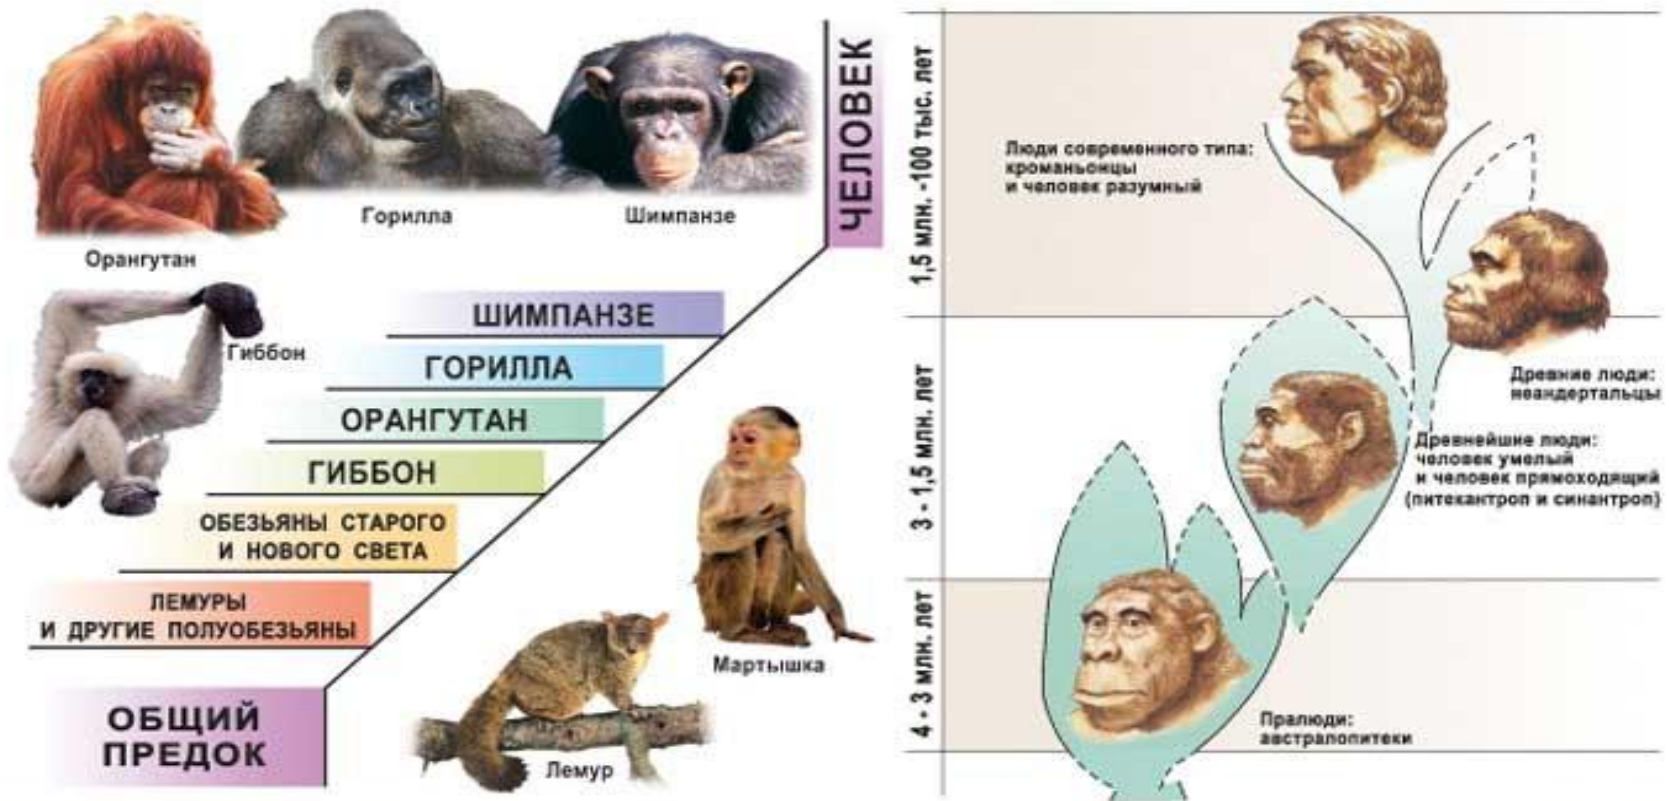 Орангутан
Горилла
Шимпанзе
ЧЕЛОВЕК
Гиббон
ШИМПАНЗЕ
ГОРИЛЛА
ОРАНГУТАН
ГИББОН
ОБЕЗЬЯНЫ СТАРОГО
И НОВОГО СВЕТА
ЛЕМУРЫ
И ДРУГИЕ ПОЛУОБЕЗЬЯНЫ
ОБЩИЙ
ПРЕДОК
Мартышка
Лемур
1,5 млн. -100 тыс. лет
Люди современного типа:
кроманьонцы
и человек разумный
3 - 1,5 млн. лет
Древние люди:
неандертальцы
Древнейшие люди:
человек умелый
и человек прямоходящий
(питекантроп и синантроп)
4 - 3 млн. лет
Пралюди:
австралопитеки